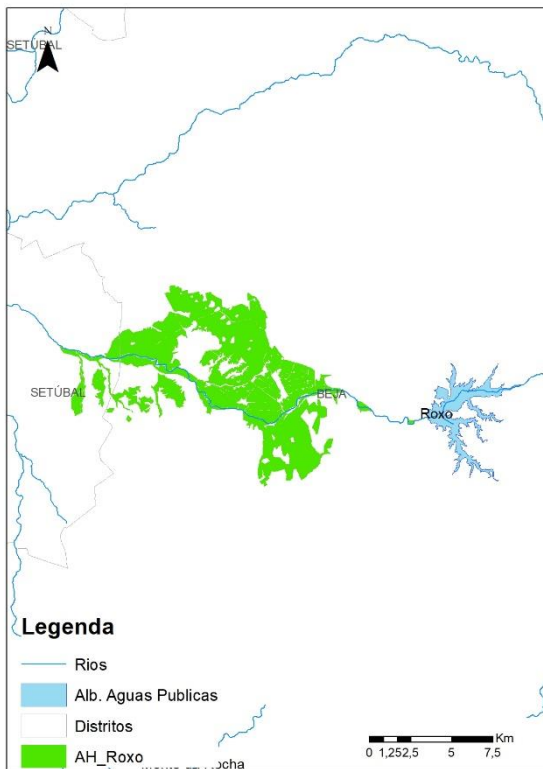 N
SETÚBAL
SETÚBAL
BEJA
Roxo
Legenda
Rios
Alb. Aguas Publicas
Distritos
AH_Roxo
Km
0 1,252,5 5 7,5